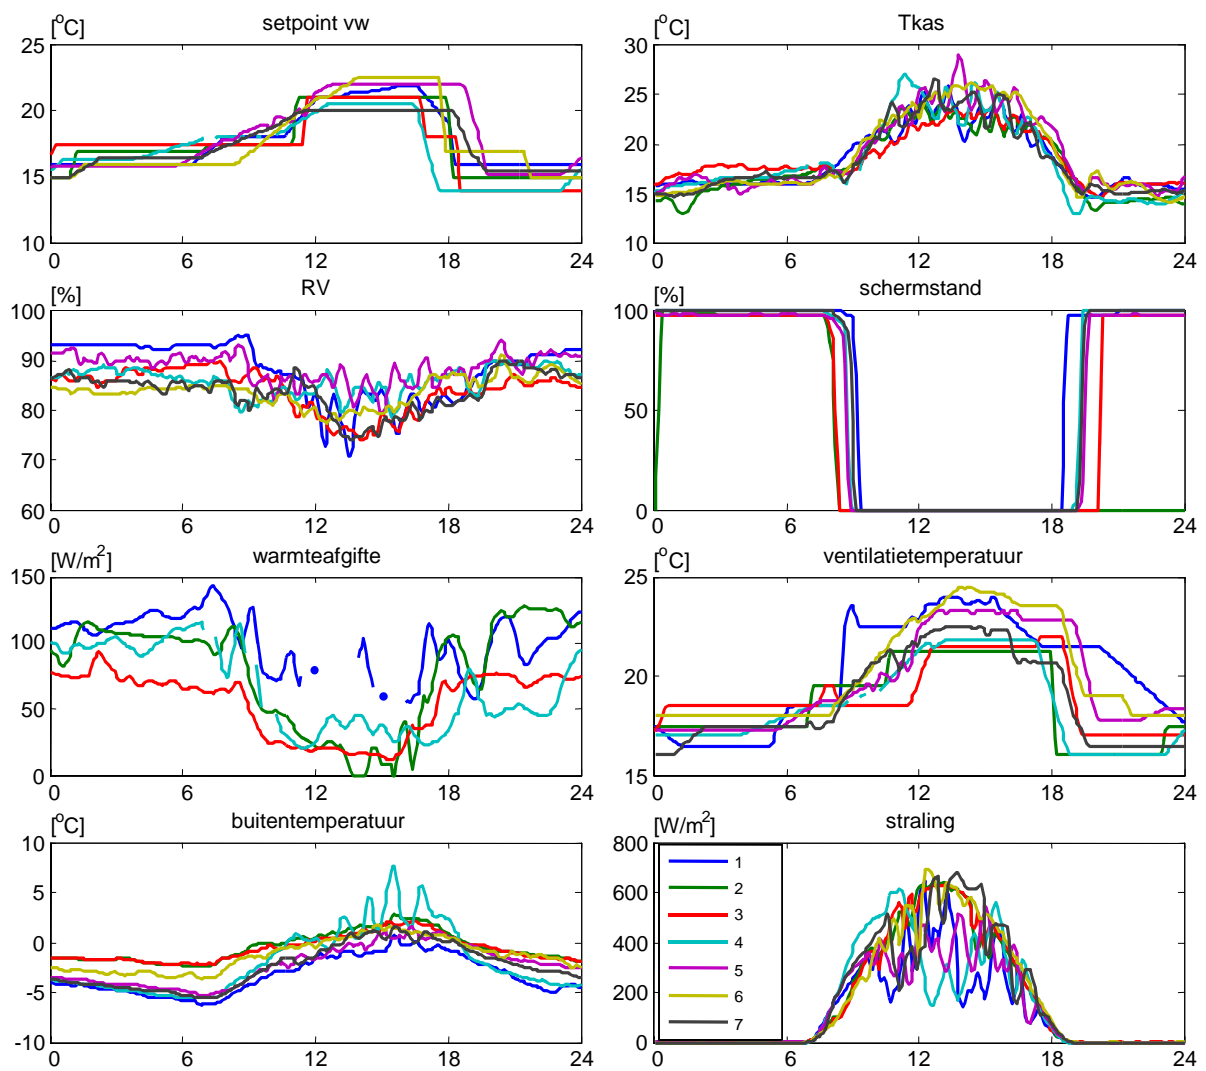 [°C] setpoint vw
25
20
15
10
0 6 12 18 24
[°C] Tkas
30
25
20
15
10
0 6 12 18 24
[%] RV
100
90
80
70
60
0 6 12 18 24
[%] schermstand
100
50
0
0 6 12 18 24
[W/m²] warmteafgifte
150
100
50
0
0 6 12 18 24
[°C] ventilatietemperatuur
25
20
15
0 6 12 18 24
[°C] buitentemperatuur
10
5
0
-5
-10
0 6 12 18 24
[W/m²] straling
800
600
400
200
0
0 6 12 18 24
1
2
3
4
5
6
7